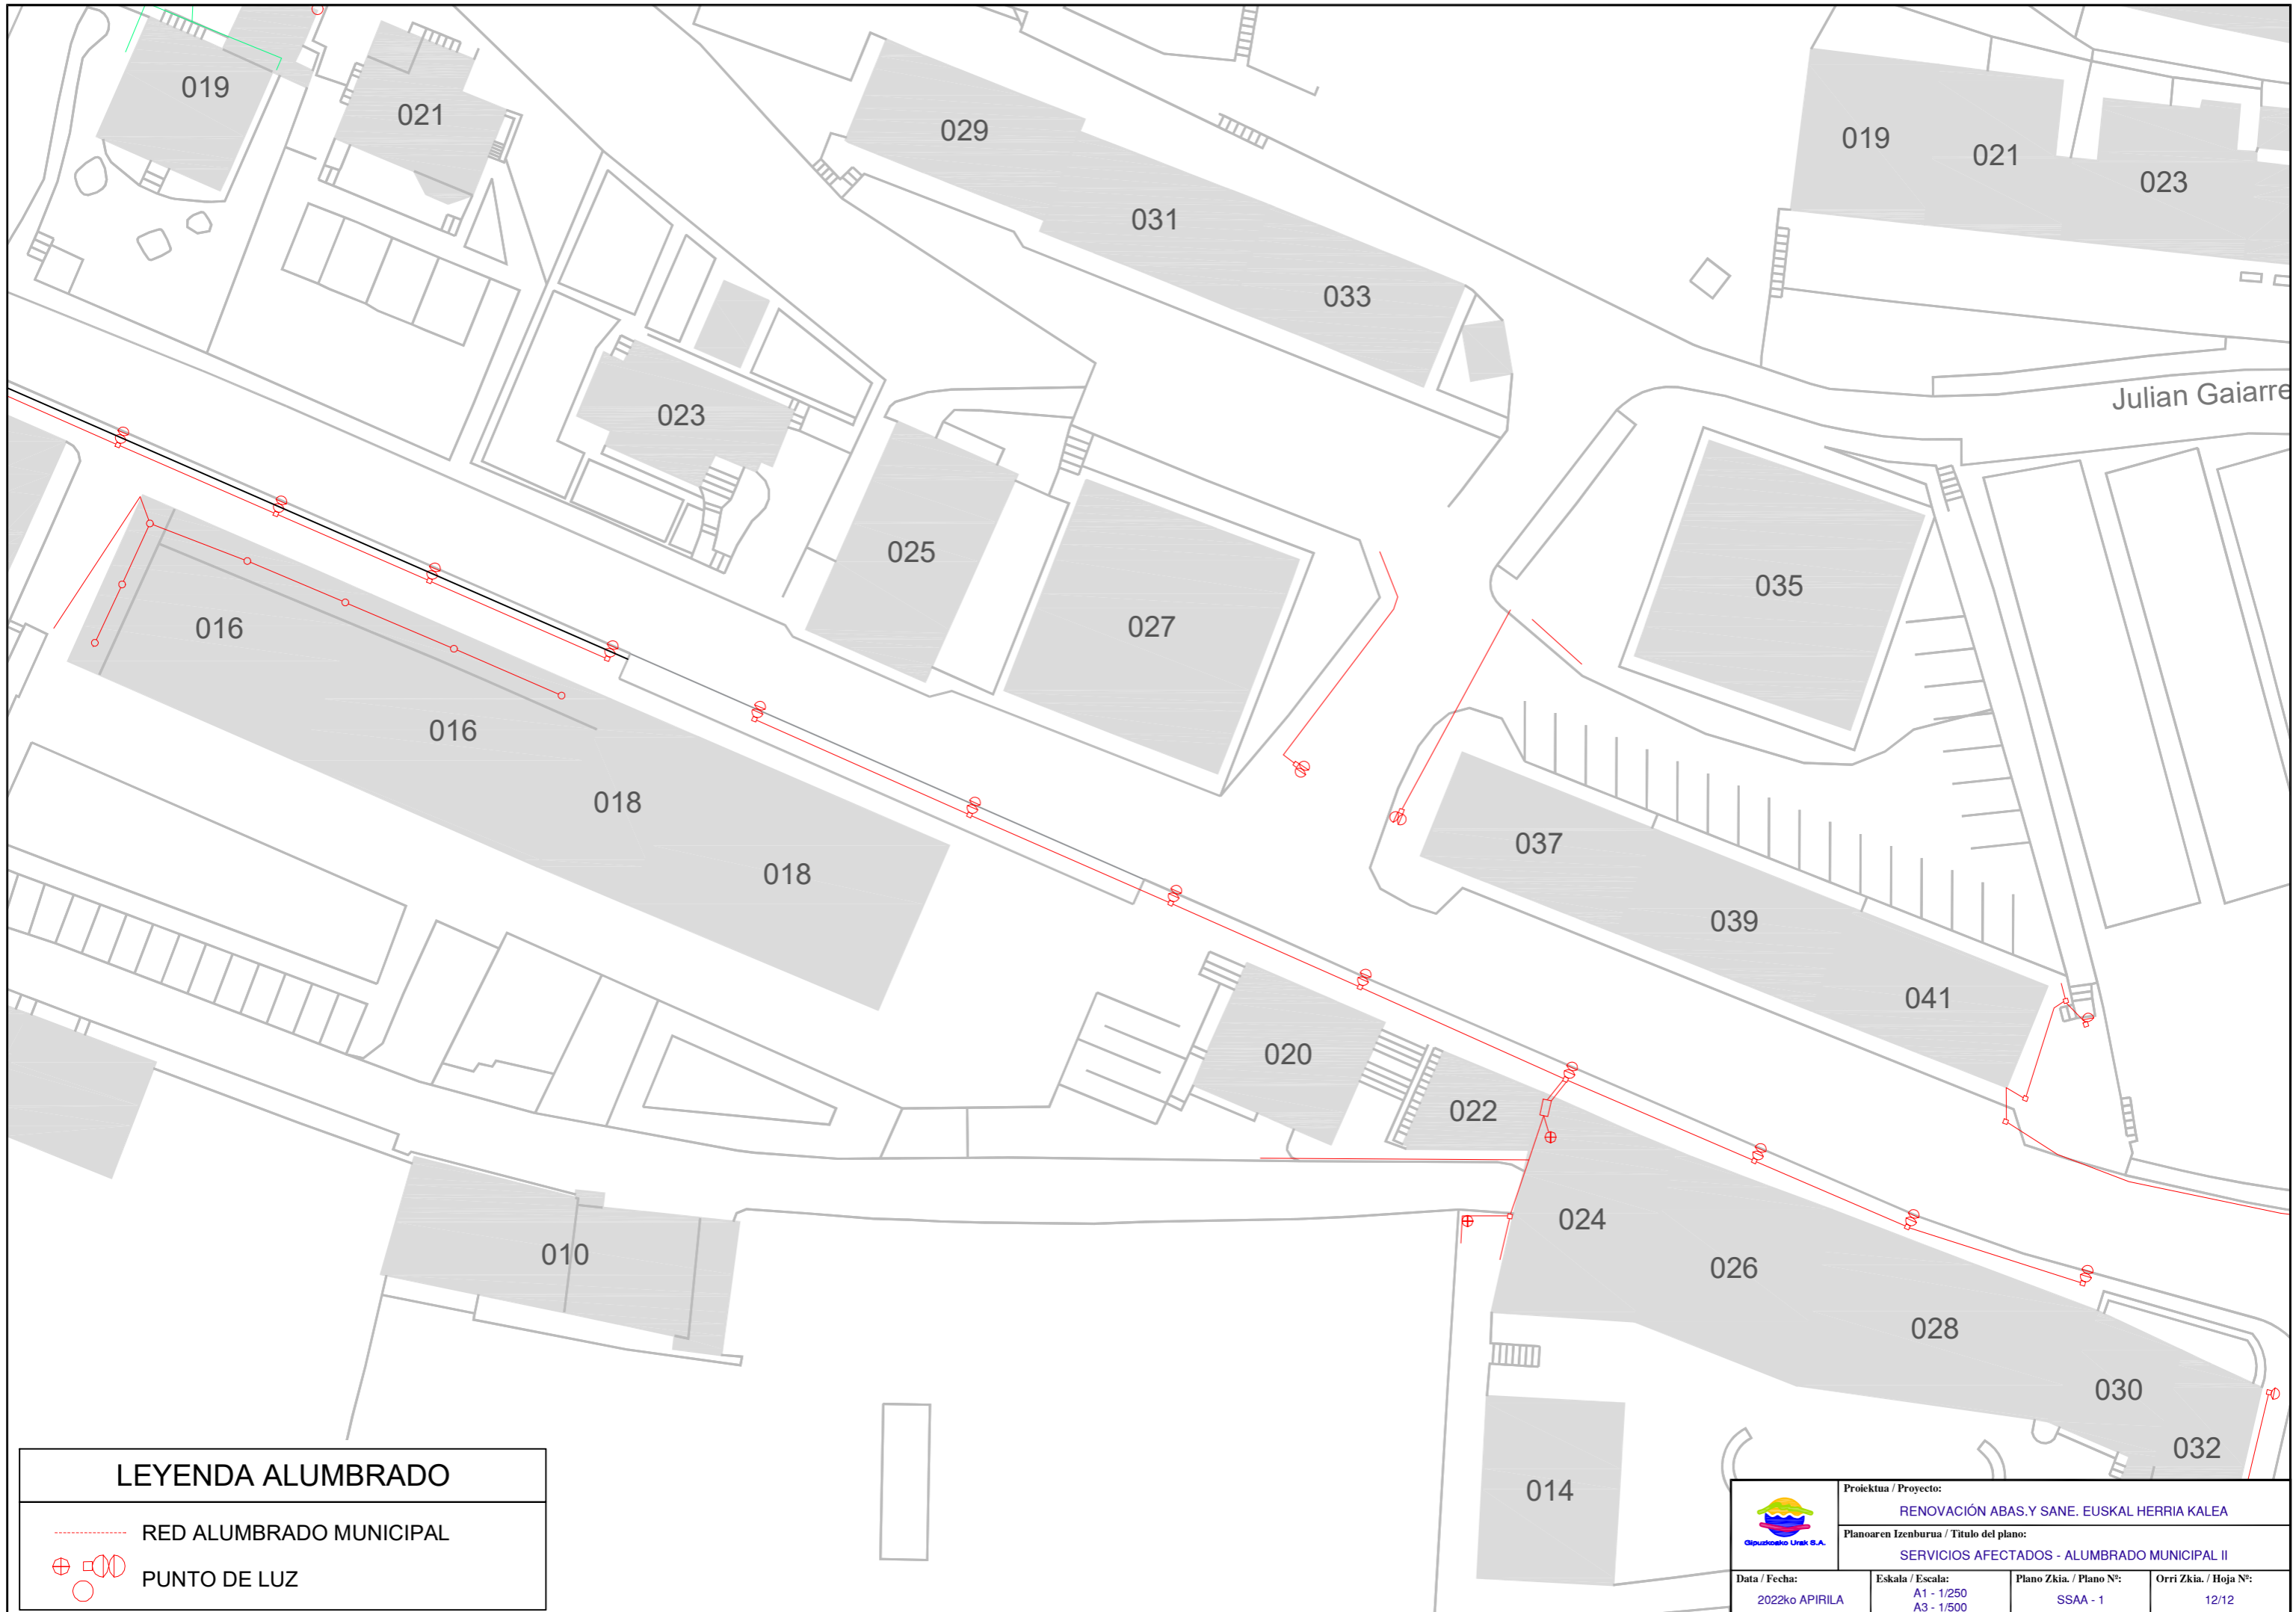 019
021
029
031
033
019
021
023
Julian Gaiarre
023
025
027
035
016
016
018
018
037
039
041
020
022
024
026
028
030
032
010
014
LEYENDA ALUMBRADO
RED ALUMBRADO MUNICIPAL
PUNTO DE LUZ
Gipuzkoako Urak S.A.
Proiektua / Proyecto:
RENOVACIÓN ABAS.Y SANE. EUSKAL HERRIA KALEA
Planoaren Izenburua / Titulo del plano:
SERVICIOS AFECTADOS - ALUMBRADO MUNICIPAL II
Data / Fecha:
2022ko APIRILA
Eskala / Escala:
A1 - 1/250
A3 - 1/500
Plano Zkia. / Plano Nº:
SSAA - 1
Orri Zkia. / Hoja Nº:
12/12